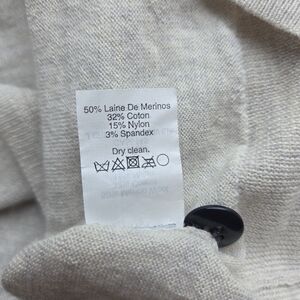 50% Laine De Merinos
32% Coton
15% Nylon
3% Spandex
Dry clean.